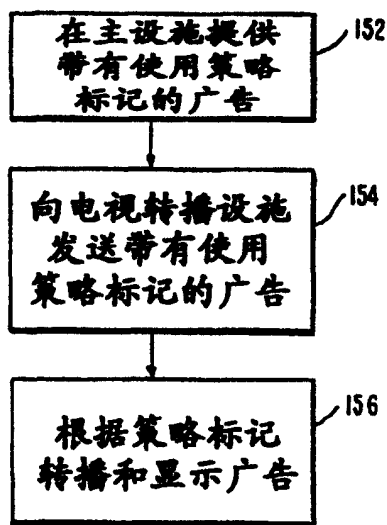 在主设施提供
带有使用策略
标记的广告
152
向电视转播设施
发送带有使用
策略标记的广告
154
根据策略标记
转播和显示广告
156